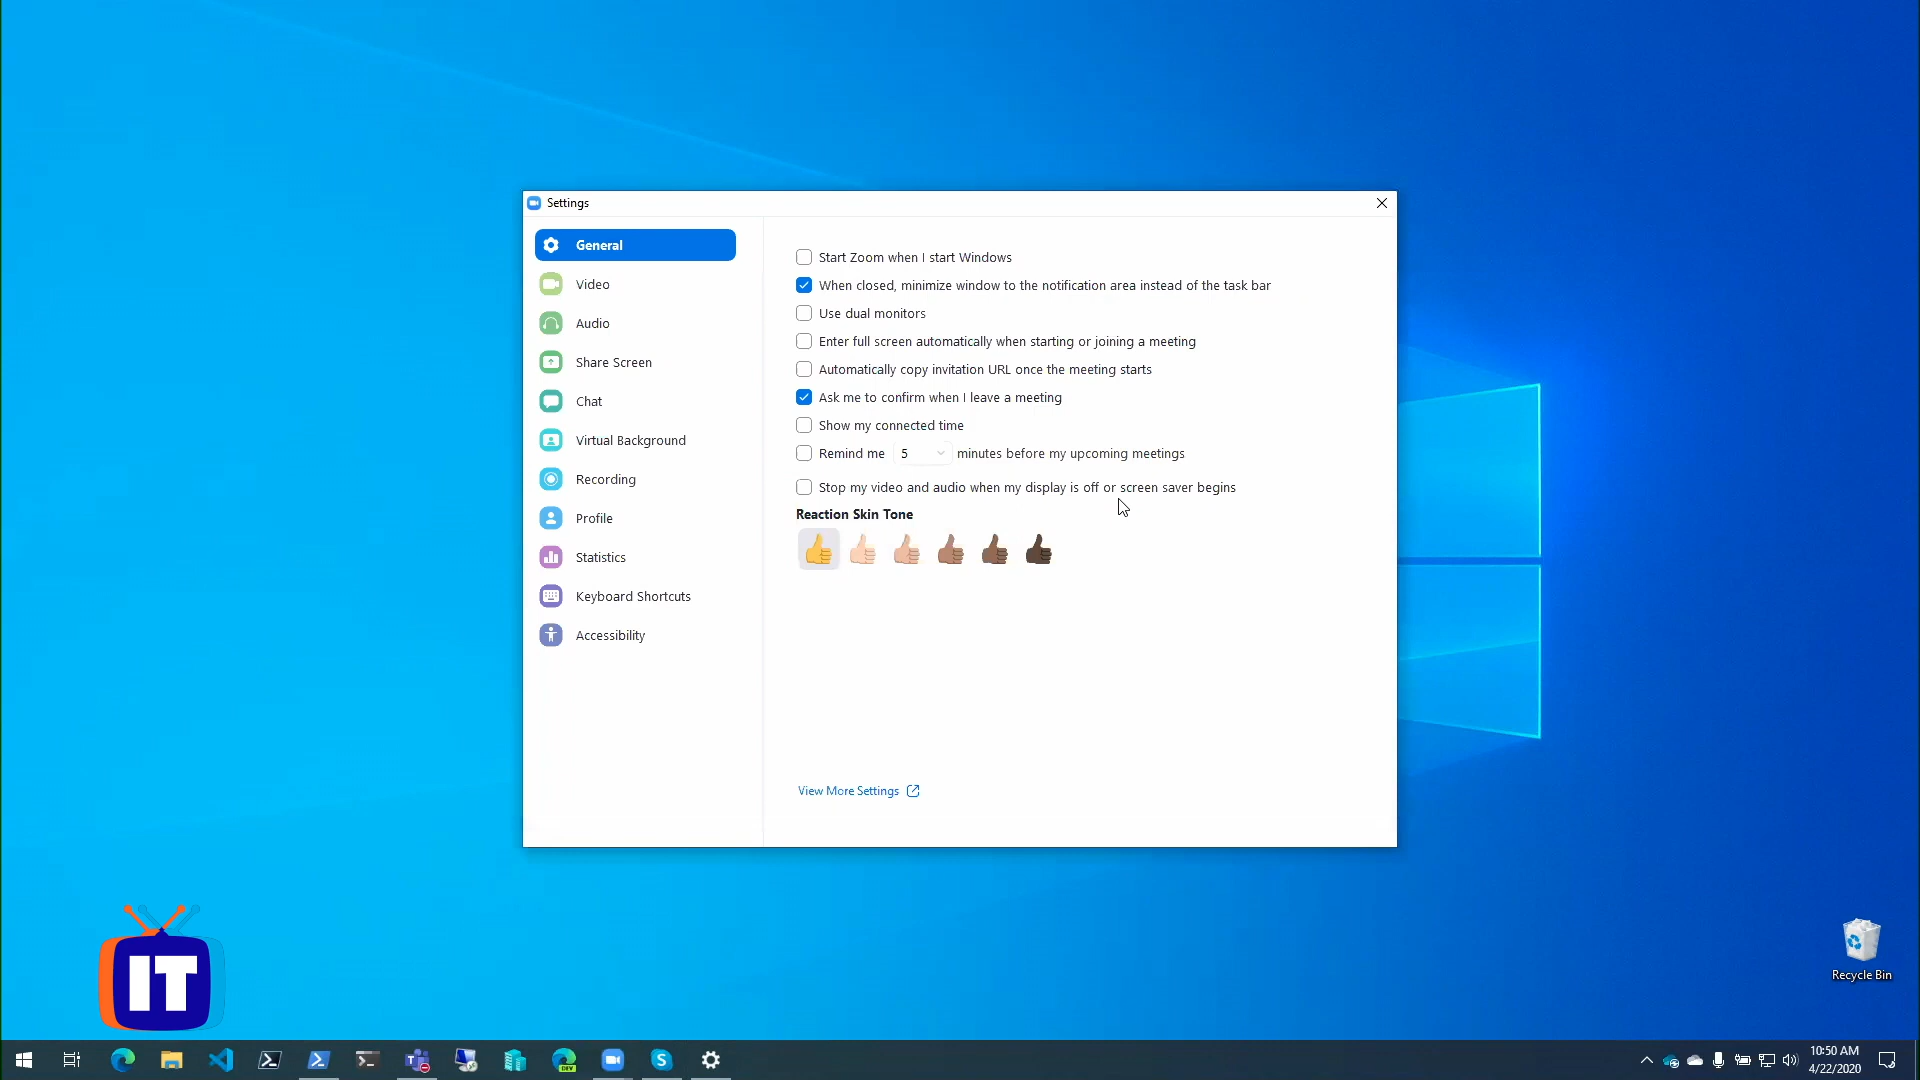 Settings
General
Video
Audio
Share Screen
Chat
Virtual Background
Recording
Profile
Statistics
Keyboard Shortcuts
Accessibility
Start Zoom when I start Windows
When closed, minimize window to the notification area instead of the task bar
Use dual monitors
Enter full screen automatically when starting or joining a meeting
Automatically copy invitation URL once the meeting starts
Ask me to confirm when I leave a meeting
Show my connected time
Remind me 5 minutes before my upcoming meetings
Stop my video and audio when my display is off or screen saver begins
Reaction Skin Tone
View More Settings
IT
Recycle Bin
DEV
10:50 AM
4/22/2020